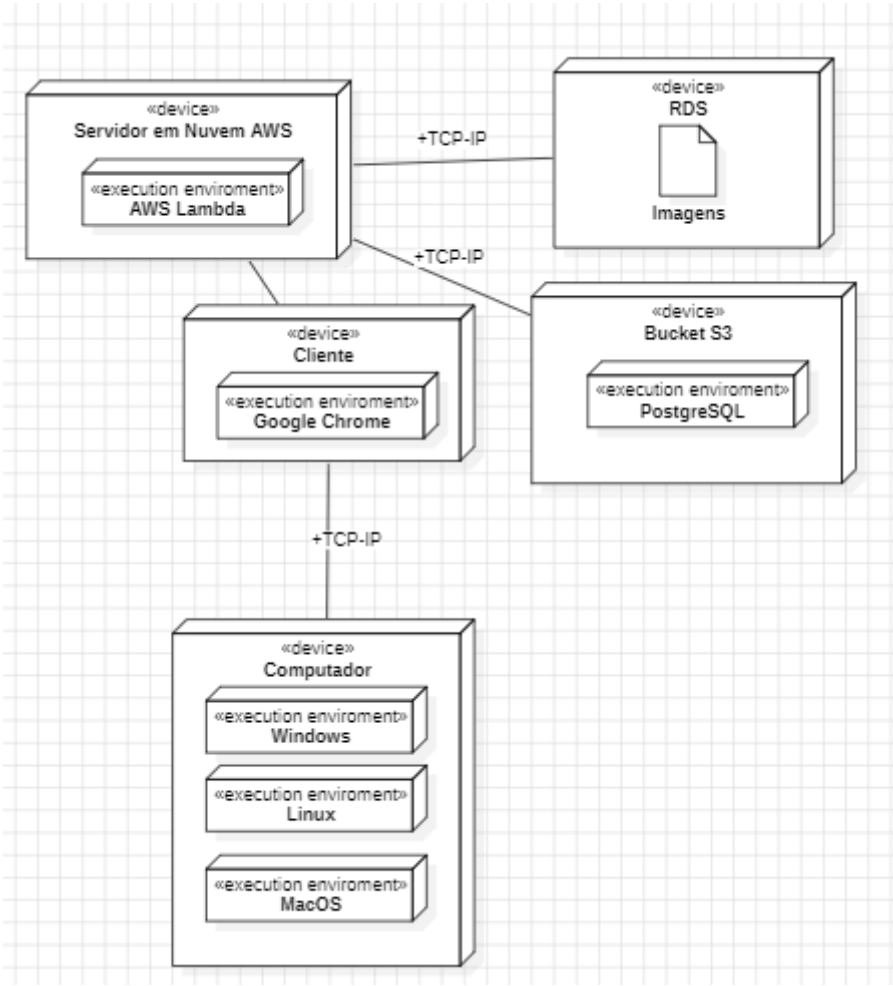 «device»
Servidor em Nuvem AWS
«execution enviroment»
AWS Lambda
+TCP-IP
«device»
RDS
Imagens
+TCP-IP
«device»
Cliente
«execution enviroment»
Google Chrome
«device»
Bucket S3
«execution enviroment»
PostgreSQL
+TCP-IP
«device»
Computador
«execution enviroment»
Windows
«execution enviroment»
Linux
«execution enviroment»
MacOS